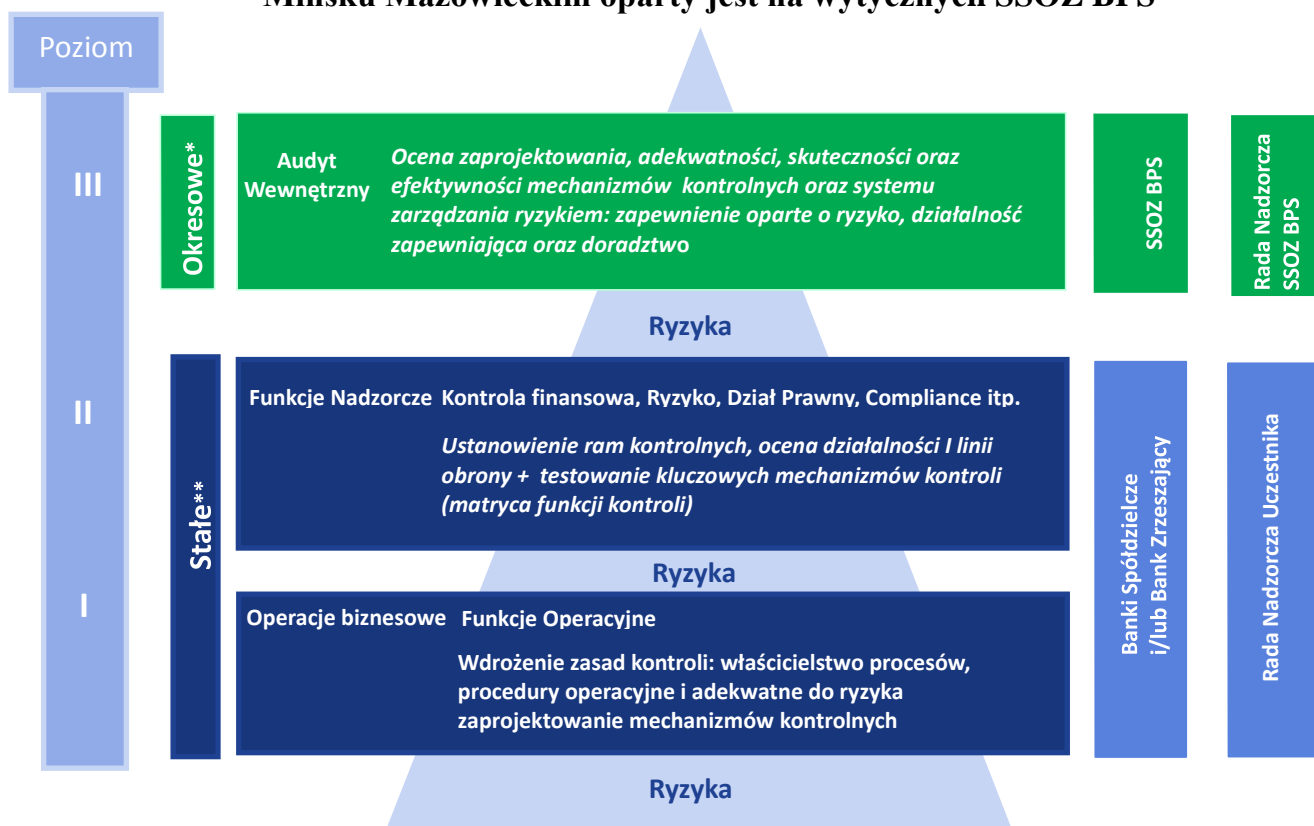 Mińsku Mazowieckim oparty jest na wytycznych SSOZ BPS
Poziom
III
II
I
Okresowe*
Audyt
Wewnętrzny
Ocena zaprojektowania, adekwatności, skuteczności oraz
efektywności mechanizmów kontrolnych oraz systemu
zarządzania ryzykiem: zapewnienie oparte o ryzyko, działalność
zapewniająca oraz doradztwo
SSOZ BPS
Rada Nadzorcza
SSOZ BPS
Ryzyka
Stałe**
Funkcje Nadzorcze Kontrola finansowa, Ryzyko, Dział Prawny, Compliance itp.
Ustanowienie ram kontrolnych, ocena działalności I linii
obrony + testowanie kluczowych mechanizmów kontroli
(matryca funkcji kontroli)
Ryzyka
Operacje biznesowe Funkcje Operacyjne
Wdrożenie zasad kontroli: właścicielstwo procesów,
procedury operacyjne i adekwatne do ryzyka
zaprojektowanie mechanizmów kontrolnych
Banki Spółdzielcze
i/lub Bank Zrzeszający
Rada Nadzorcza Uczestnika
Ryzyka